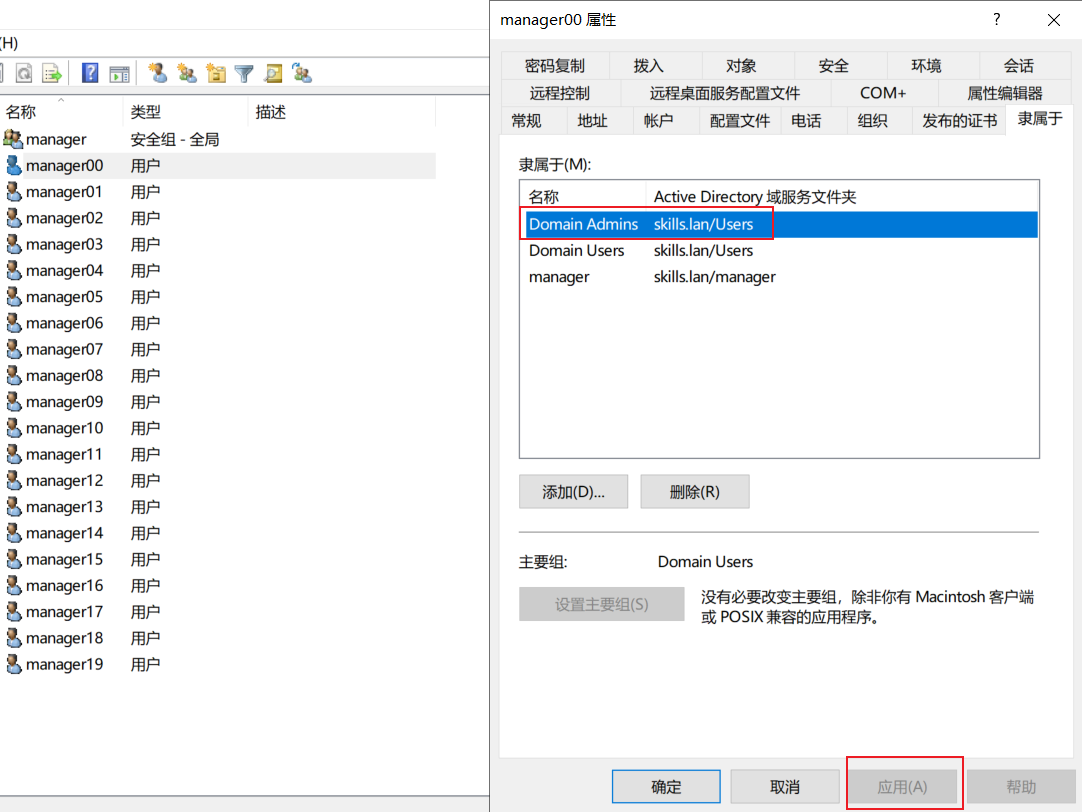 (H)
名称 类型 描述
manager 安全组 - 全局
manager00 用户
manager01 用户
manager02 用户
manager03 用户
manager04 用户
manager05 用户
manager06 用户
manager07 用户
manager08 用户
manager09 用户
manager10 用户
manager11 用户
manager12 用户
manager13 用户
manager14 用户
manager15 用户
manager16 用户
manager17 用户
manager18 用户
manager19 用户
manager00 属性
密码复制 拨入 对象 安全 环境 会话
远程控制 远程桌面服务配置文件 COM+ 属性编辑器
常规 地址 帐户 配置文件 电话 组织 发布的证书 隶属于
隶属于(M):
名称 Active Directory 域服务文件夹
Domain Admins skills.lan/Users
Domain Users skills.lan/Users
manager skills.lan/manager
添加(D)... 删除(R)
主要组: Domain Users
设置主要组(S) 没有必要改变主要组，除非你有 Macintosh 客户端
或 POSIX 兼容的应用程序。
确定 取消 应用(A) 帮助